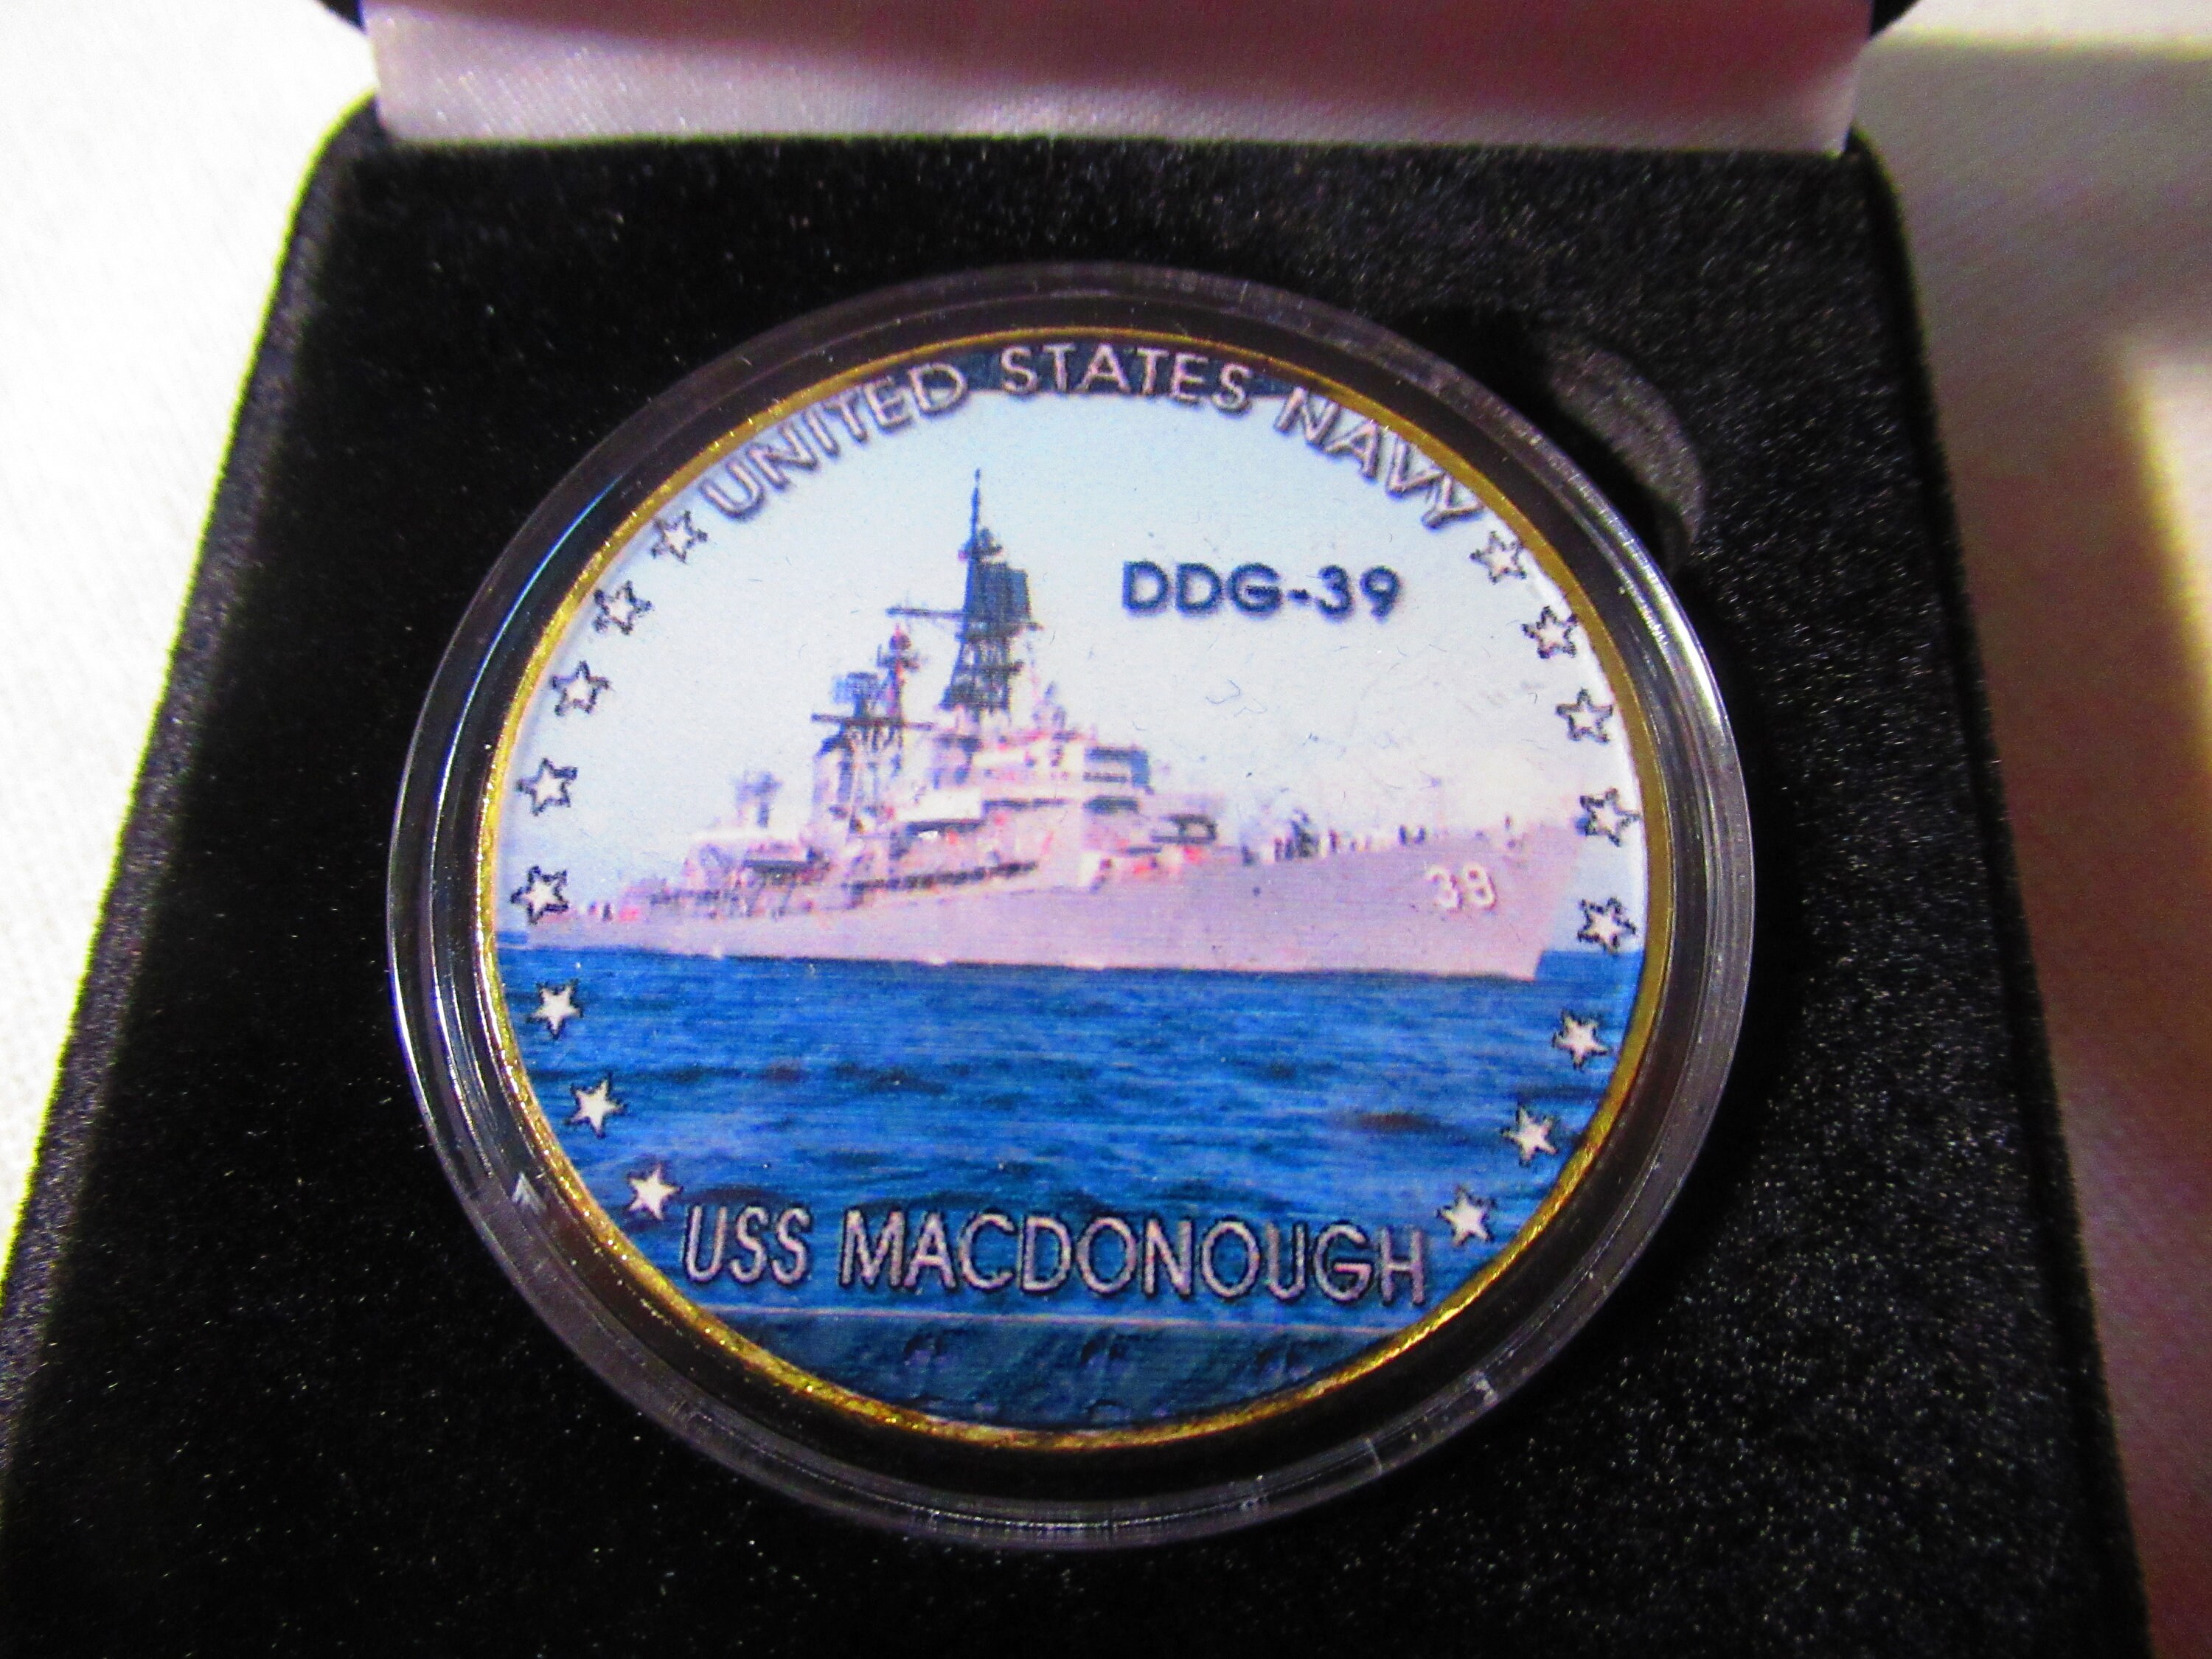 UNITED STATES NAVY
DDG-39
39
USS MACDONOUGH